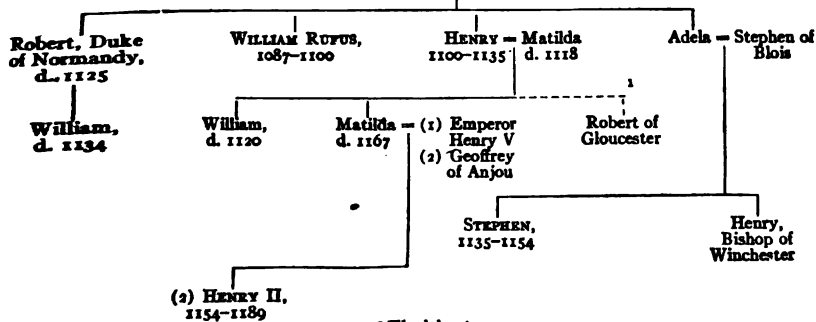 Robert, Duke
of Normandy,
d. 1125
WILLIAM RUFUS,
1087–1100
HENRY = Matilda
1100–1135 d. 1118
Adela = Stephen of
Blois
William,
d. 1134
William,
d. 1120
Matilda = (1) Emperor
d. 1167 Henry V
(2) Geoffrey
of Anjou
1
Robert of
Gloucester
STEPHEN,
1135–1154
Henry,
Bishop of
Winchester
(2) HENRY II,
1154–1189